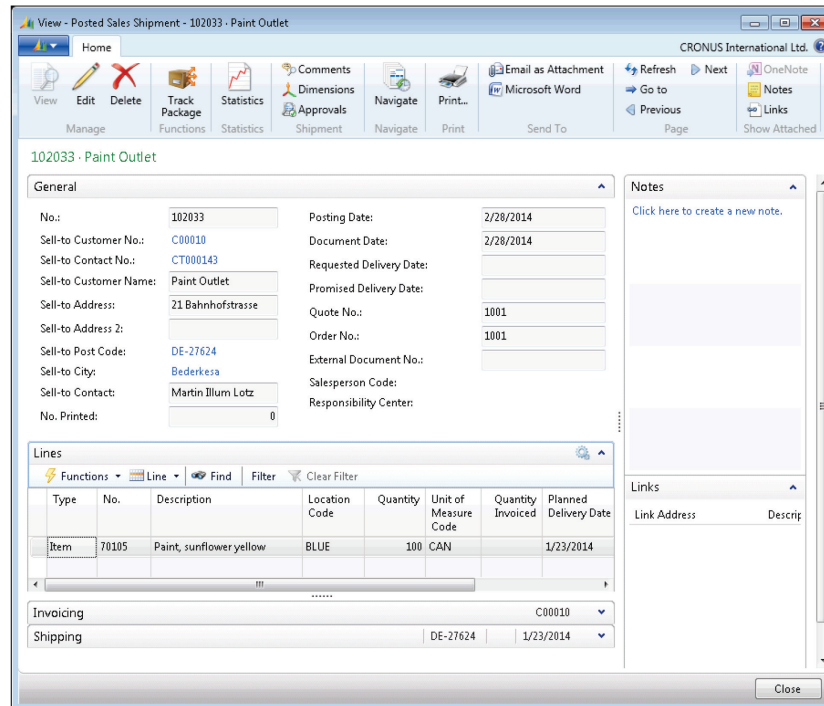 View - Posted Sales Shipment - 102033 · Paint Outlet
Home
CRONUS International Ltd.
View
Edit
Delete
Manage
Track Package
Functions
Statistics
Statistics
Comments
Dimensions
Approvals
Shipment
Navigate
Navigate
Print...
Print
Email as Attachment
Microsoft Word
Send To
Refresh
Next
Go to
Previous
Page
OneNote
Notes
Links
Show Attached
102033 · Paint Outlet
General
No.: 102033
Sell-to Customer No.: C00010
Sell-to Contact No.: CT000143
Sell-to Customer Name: Paint Outlet
Sell-to Address: 21 Bahnhofstrasse
Sell-to Address 2:
Sell-to Post Code: DE-27624
Sell-to City: Bederkesa
Sell-to Contact: Martin Illum Lotz
No. Printed: 0
Posting Date: 2/28/2014
Document Date: 2/28/2014
Requested Delivery Date:
Promised Delivery Date:
Quote No.: 1001
Order No.: 1001
External Document No.:
Salesperson Code:
Responsibility Center:
Lines
Functions Line Find Filter Clear Filter
Type No. Description Location Code Quantity Unit of Measure Code Quantity Invoiced Planned Delivery Date
Item 70105 Paint, sunflower yellow BLUE 100 CAN 1/23/2014
Invoicing C00010
Shipping DE-27624 1/23/2014
Notes
Click here to create a new note.
Links
Link Address Descrip
Close